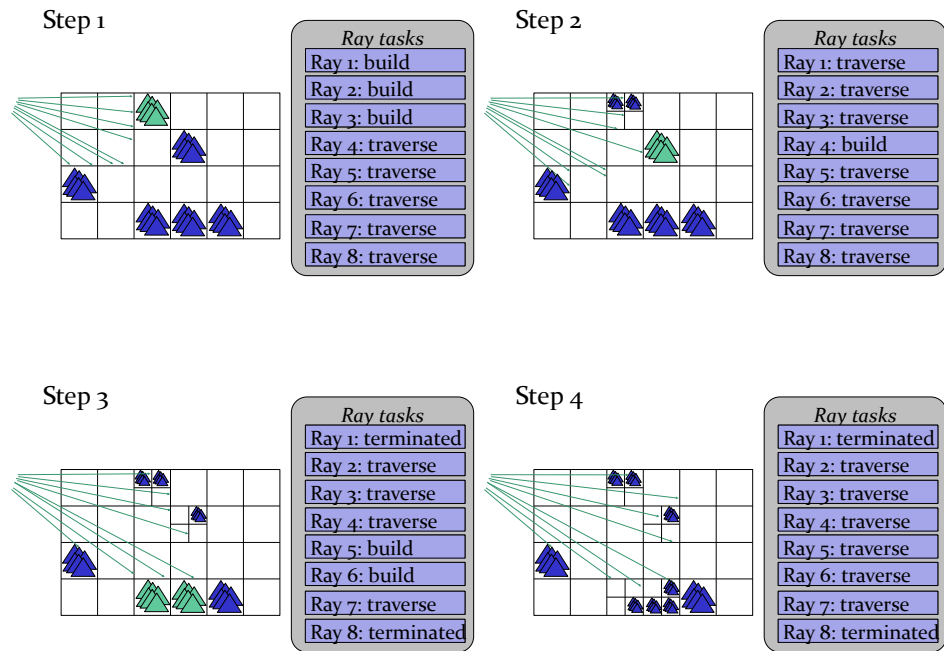 Step 1
Ray tasks
Ray 1: build
Ray 2: build
Ray 3: build
Ray 4: traverse
Ray 5: traverse
Ray 6: traverse
Ray 7: traverse
Ray 8: traverse
Step 2
Ray tasks
Ray 1: traverse
Ray 2: traverse
Ray 3: traverse
Ray 4: build
Ray 5: traverse
Ray 6: traverse
Ray 7: traverse
Ray 8: traverse
Step 3
Ray tasks
Ray 1: terminated
Ray 2: traverse
Ray 3: traverse
Ray 4: traverse
Ray 5: build
Ray 6: build
Ray 7: traverse
Ray 8: terminated
Step 4
Ray tasks
Ray 1: terminated
Ray 2: traverse
Ray 3: traverse
Ray 4: traverse
Ray 5: traverse
Ray 6: traverse
Ray 7: traverse
Ray 8: terminated